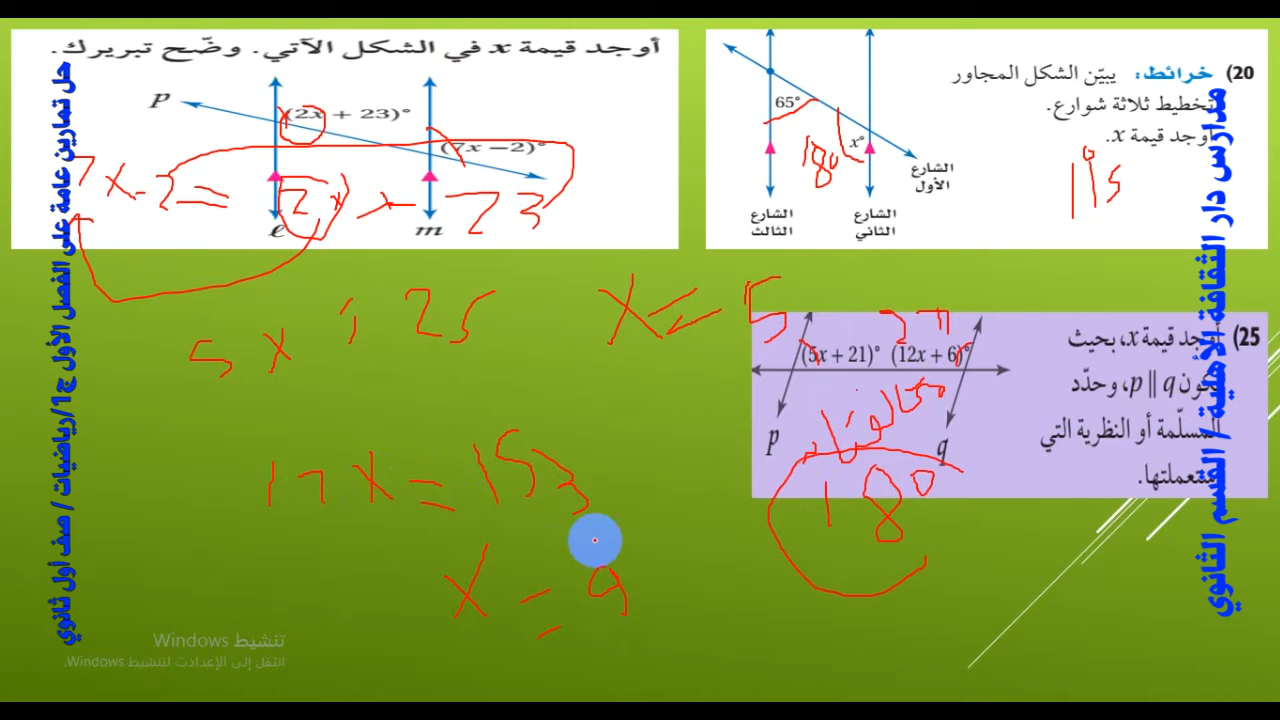 أوجد قيمة x في الشكل الآتي. وضّح تبريرك.
p
(2x + 23)°
(7x − 2)°
ℓ
m
7x - 2 = 2x + 23
5x = 25
x = 5
20) خرائط: يبيّن الشكل المجاور
تخطيط ثلاثة شوارع.
أوجد قيمة x.
65°
x°
180
115
الشارع الأول
الشارع الثاني
الشارع الثالث
25) أوجد قيمة x، بحيث
يكون p || q، وحدّد
المسلّمة أو النظرية التي
استعملتها.
(5x + 21)° (12x + 6)°
27
p
q
180
17x = 153
x = 9
حل تمارين عامة على الفصل الأول ج1/رياضيات / صف أول ثانوي
مدارس دار الثقافة الأهلية / القسم الثانوي
تنشيط Windows
انتقل إلى الإعدادت لتنشيط Windows.